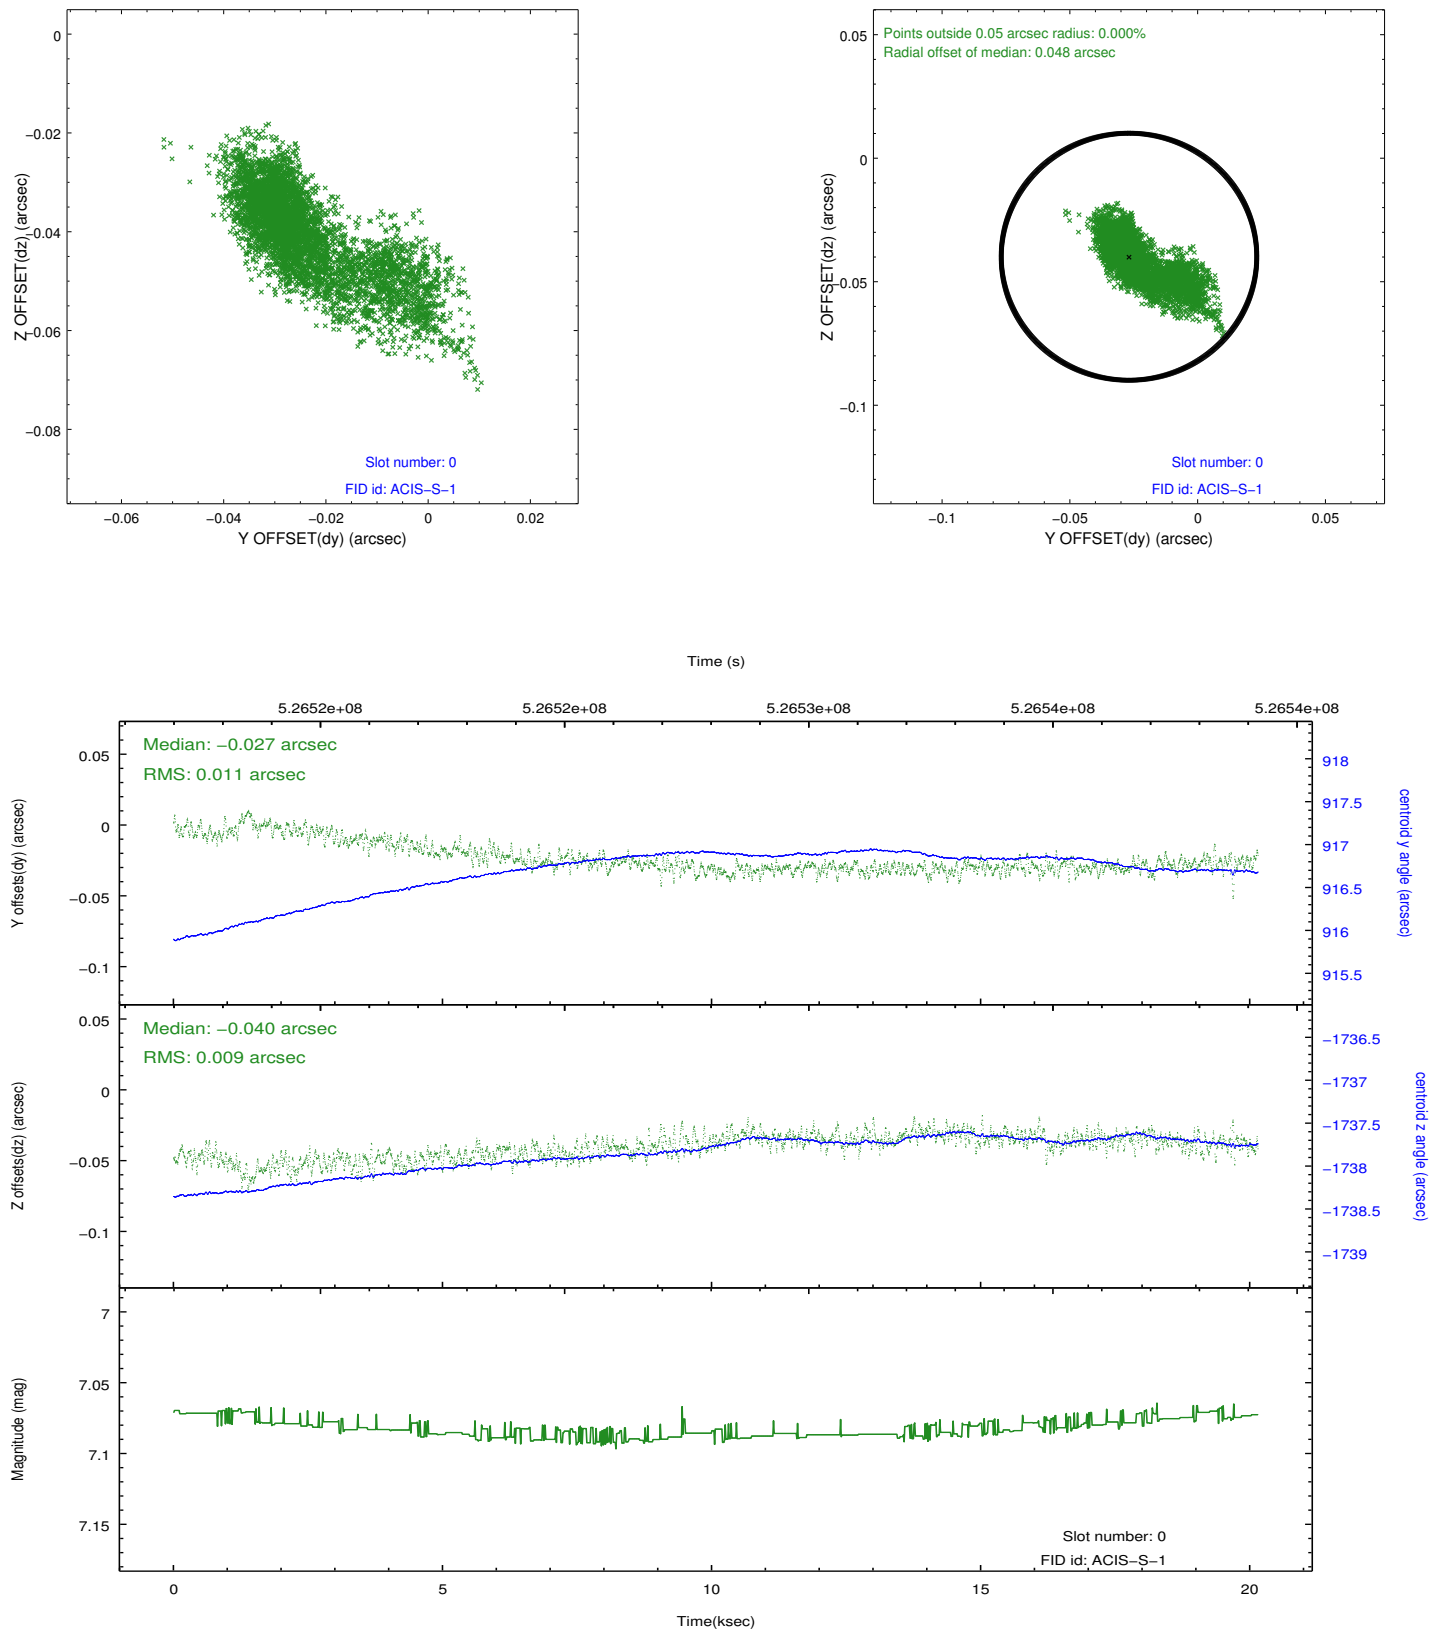 0
−0.02
−0.04
−0.06
−0.08
Z OFFSET(dz) (arcsec)
−0.06
−0.04
−0.02
0
0.02
Y OFFSET(dy) (arcsec)
Slot number: 0
FID id: ACIS−S−1
Points outside 0.05 arcsec radius: 0.000%
Radial offset of median: 0.048 arcsec
0.05
0
−0.05
−0.1
Z OFFSET(dz) (arcsec)
−0.1
−0.05
0
0.05
Y OFFSET(dy) (arcsec)
Slot number: 0
FID id: ACIS−S−1
Time (s)
5.2652e+08
5.2652e+08
5.2653e+08
5.2654e+08
5.2654e+08
Median: −0.027 arcsec
RMS: 0.011 arcsec
0.05
0
−0.05
−0.1
Y offsets(dy) (arcsec)
918
917.5
917
916.5
916
915.5
centroid y angle (arcsec)
Median: −0.040 arcsec
RMS: 0.009 arcsec
0.05
0
−0.05
−0.1
Z offsets(dz) (arcsec)
−1736.5
−1737
−1737.5
−1738
−1738.5
−1739
centroid z angle (arcsec)
7
7.05
7.1
7.15
Magnitude (mag)
Slot number: 0
FID id: ACIS−S−1
0
5
10
15
20
Time(ksec)